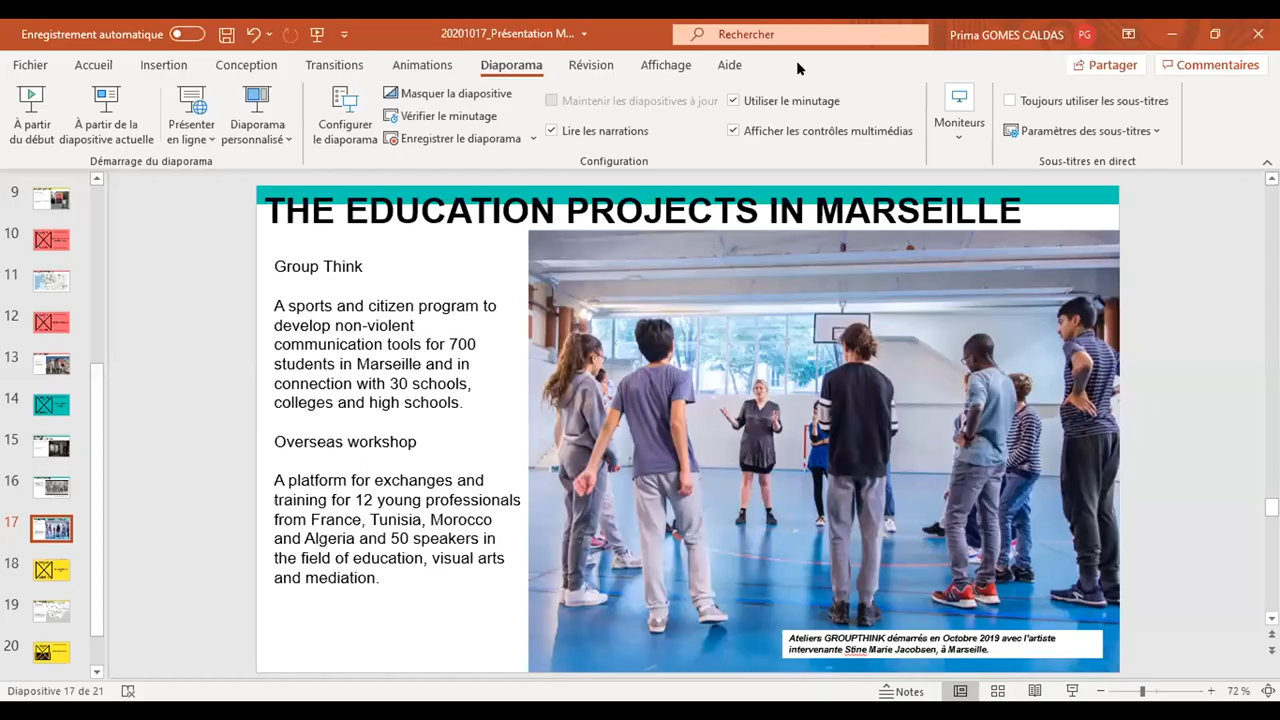 Enregistrement automatique
20201017_Présentation M...
Rechercher
Prima GOMES CALDAS
PG
Fichier
Accueil
Insertion
Conception
Transitions
Animations
Diaporama
Révision
Affichage
Aide
Partager
Commentaires
À partir
du début
À partir de la
diapositive actuelle
Présenter
en ligne
Diaporama
personnalisé
Démarrage du diaporama
Configurer
le diaporama
Masquer la diapositive
Vérifier le minutage
Enregistrer le diaporama
Maintenir les diapositives à jour
Lire les narrations
Utiliser le minutage
Afficher les contrôles multimédias
Configuration
Moniteurs
Toujours utiliser les sous-titres
Paramètres des sous-titres
Sous-titres en direct
9
10
11
12
13
14
15
16
17
18
19
20
THE EDUCATION PROJECTS IN MARSEILLE
Group Think
A sports and citizen program to
develop non-violent
communication tools for 700
students in Marseille and in
connection with 30 schools,
colleges and high schools.
Overseas workshop
A platform for exchanges and
training for 12 young professionals
from France, Tunisia, Morocco
and Algeria and 50 speakers in
the field of education, visual arts
and mediation.
Ateliers GROUPTHINK démarrés en Octobre 2019 avec l'artiste
intervenante Stine Marie Jacobsen, à Marseille.
Diapositive 17 de 21
Notes
72 %